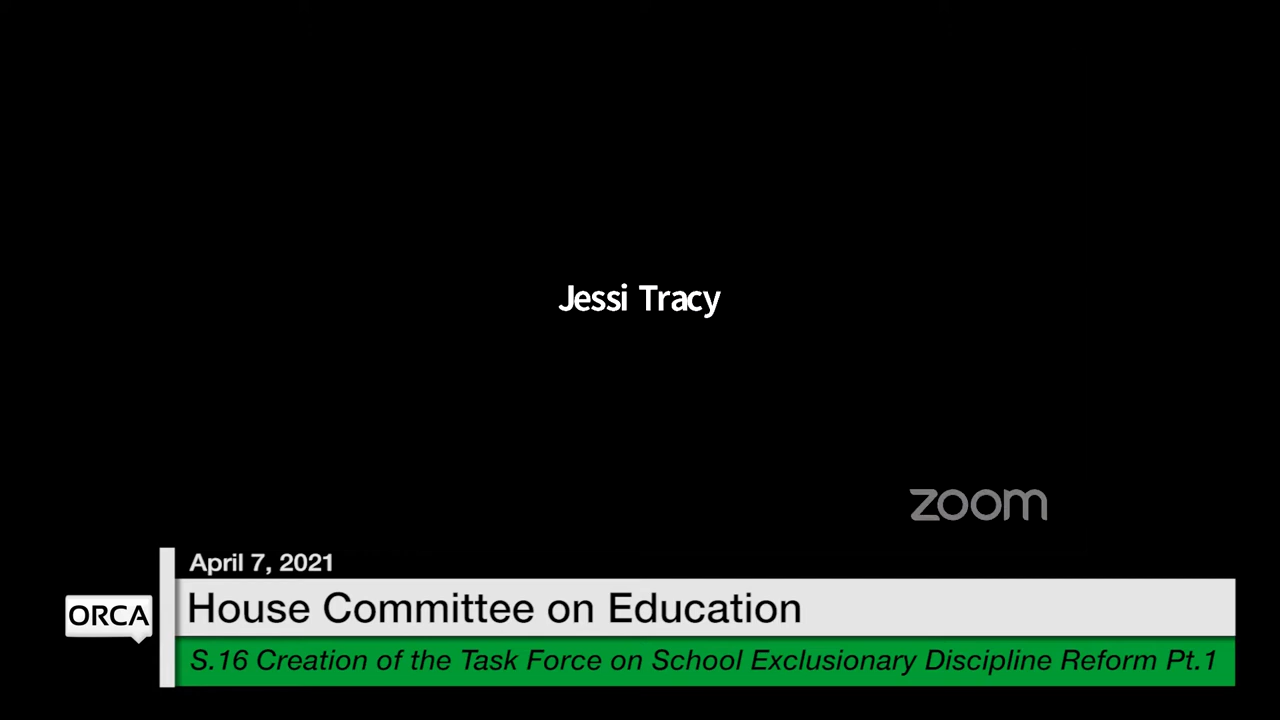 Jessi Tracy
zoom
April 7, 2021
House Committee on Education
ORCA
S.16 Creation of the Task Force on School Exclusionary Discipline Reform Pt.1